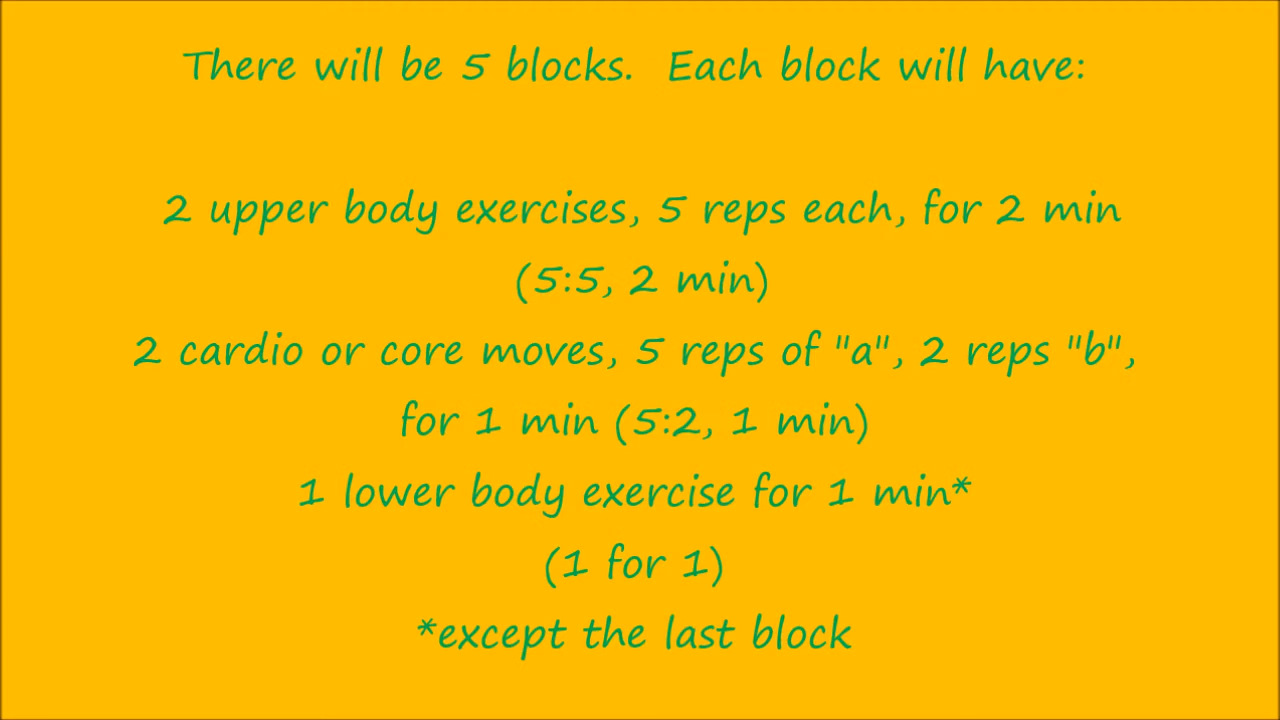 There will be 5 blocks.  Each block will have:
2 upper body exercises, 5 reps each, for 2 min
(5:5, 2 min)
2 cardio or core moves, 5 reps of "a", 2 reps "b",
for 1 min (5:2, 1 min)
1 lower body exercise for 1 min*
(1 for 1)
*except the last block